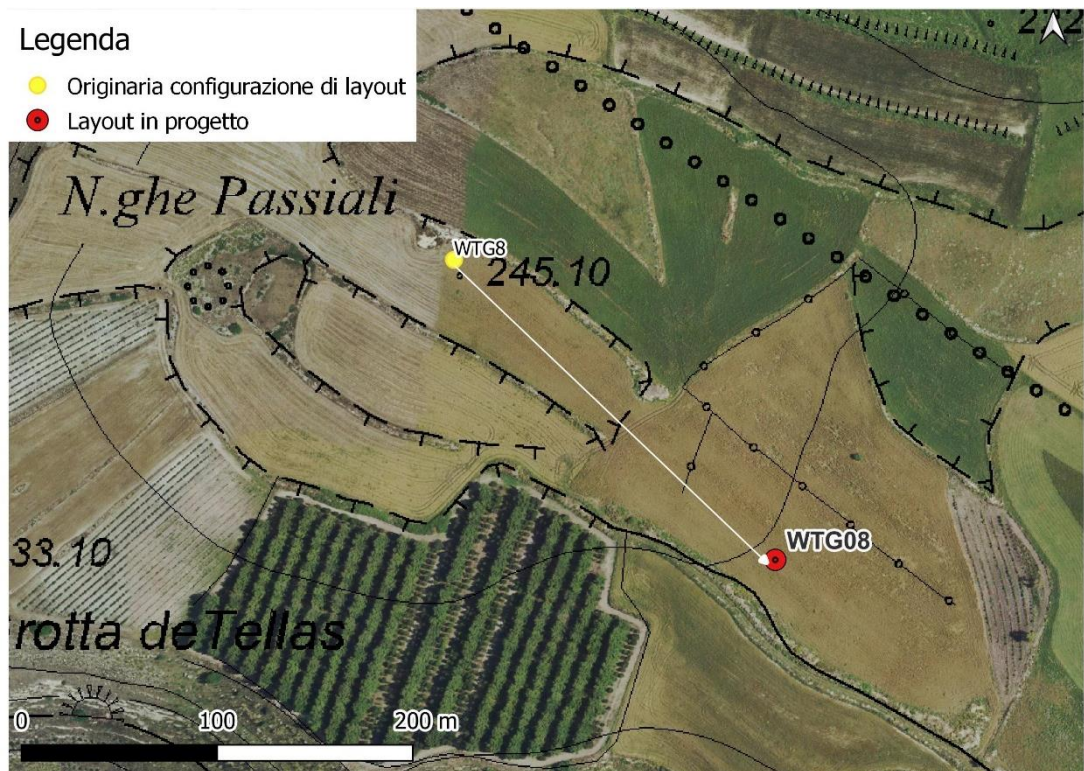 Legenda
Originaria configurazione di layout
Layout in progetto
N.ghe Passiali
WTG8
245.10
WTG08
33.10
rotta deTellas
0 100 200 m